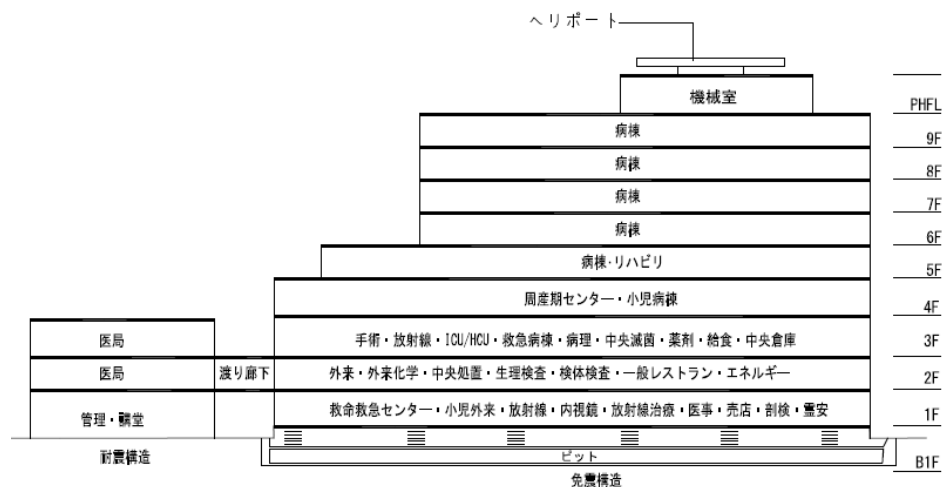 ヘリポート
機械室
PHFL
病棟
9F
病棟
8F
病棟
7F
病棟
6F
病棟・リハビリ
5F
周産期センター・小児病棟
4F
医局
手術・放射線・ICU/HCU・救急病棟・病理・中央滅菌・薬剤・給食・中央倉庫
3F
医局
渡り廊下
外来・外来化学・中央処置・生理検査・検体検査・一般レストラン・エネルギー
2F
管理・講堂
救命救急センター・小児外来・放射線・内視鏡・放射線治療・医事・売店・剖検・霊安
1F
耐震構造
ピット
B1F
免震構造